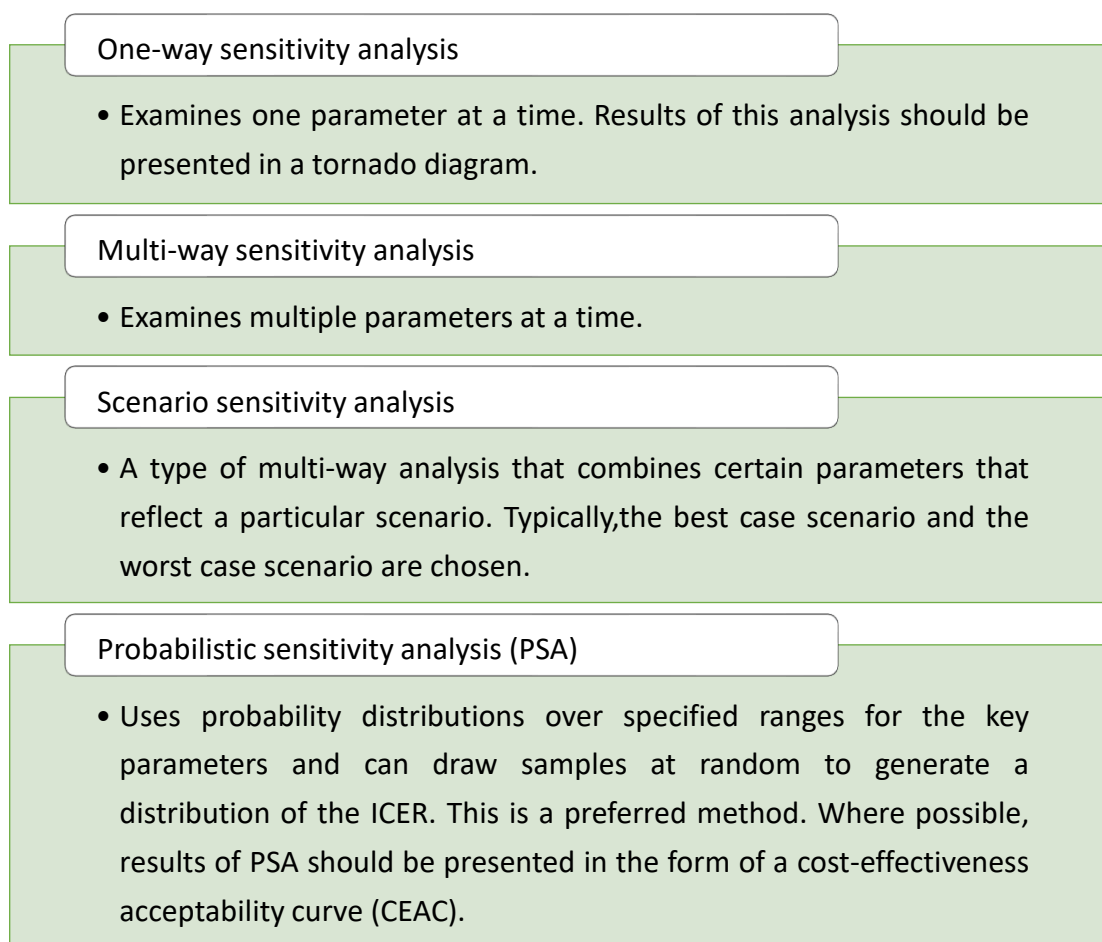 One-way sensitivity analysis
• Examines one parameter at a time. Results of this analysis should be
presented in a tornado diagram.
Multi-way sensitivity analysis
• Examines multiple parameters at a time.
Scenario sensitivity analysis
• A type of multi-way analysis that combines certain parameters that
reflect a particular scenario. Typically,the best case scenario and the
worst case scenario are chosen.
Probabilistic sensitivity analysis (PSA)
• Uses probability distributions over specified ranges for the key
parameters and can draw samples at random to generate a
distribution of the ICER. This is a preferred method. Where possible,
results of PSA should be presented in the form of a cost-effectiveness
acceptability curve (CEAC).